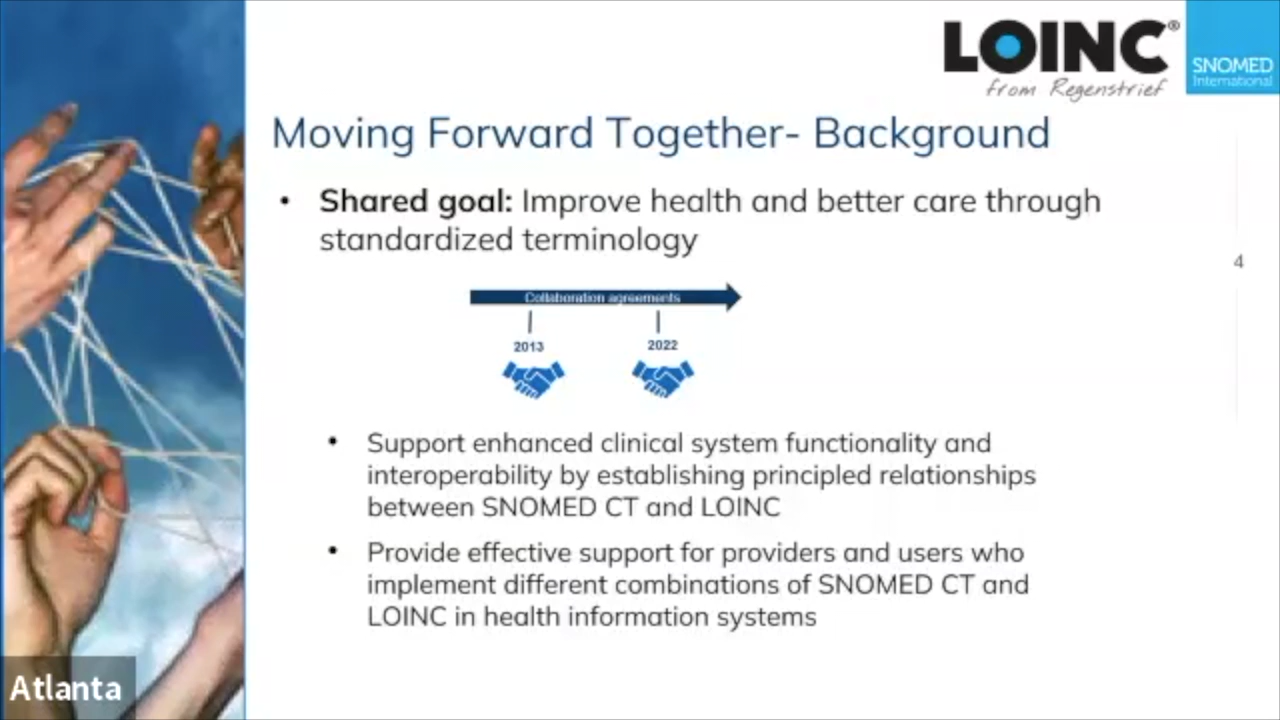 LOINC®
from Regenstrief
SNOMED
International
Moving Forward Together- Background
• Shared goal: Improve health and better care through
standardized terminology
4
Collaboration agreements
2013
2022
• Support enhanced clinical system functionality and
interoperability by establishing principled relationships
between SNOMED CT and LOINC
• Provide effective support for providers and users who
implement different combinations of SNOMED CT and
LOINC in health information systems
Atlanta